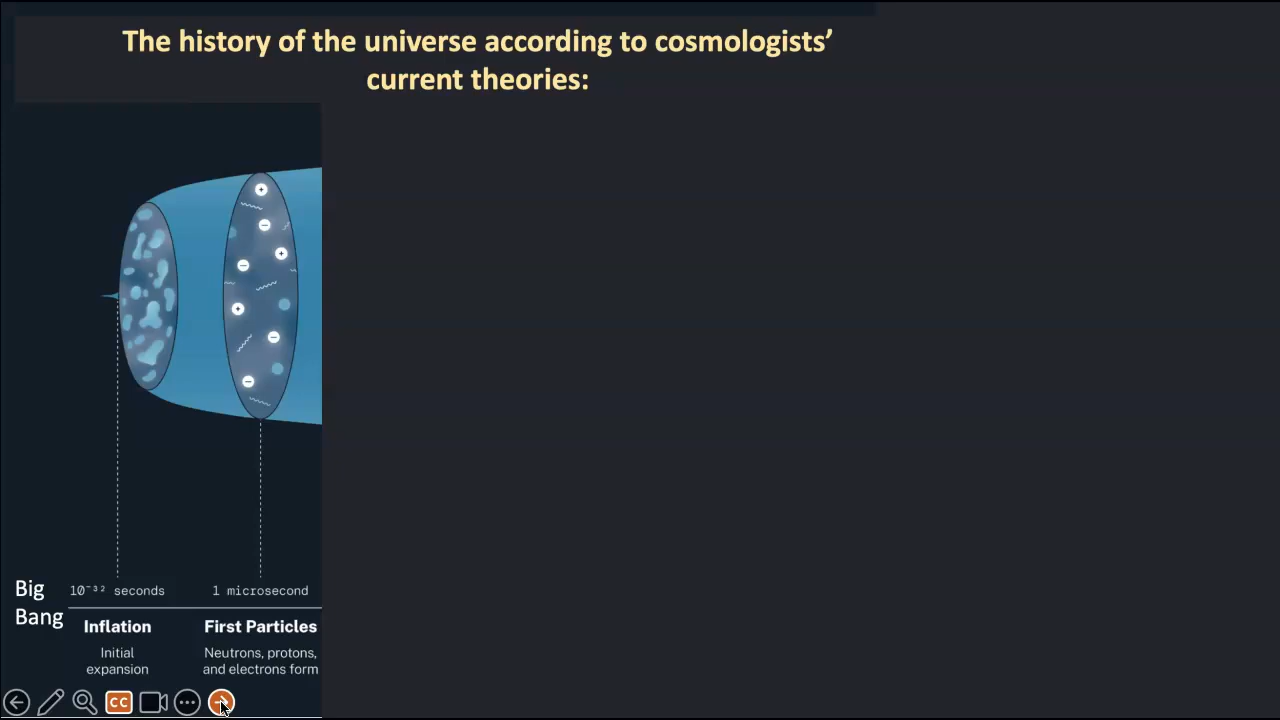 The history of the universe according to cosmologists’
current theories:
Big
Bang
10⁻³² seconds
1 microsecond
Inflation
First Particles
Initial
expansion
Neutrons, protons,
and electrons form
CC